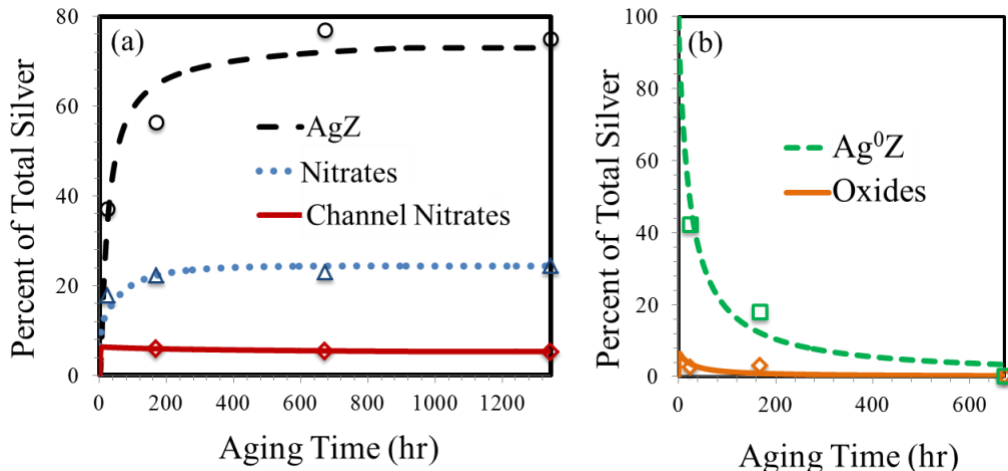 (a)
Percent of Total Silver
80
60
40
20
0
AgZ
Nitrates
Channel Nitrates
0 200 400 600 800 1000 1200
Aging Time (hr)
(b)
Percent of Total Silver
100
80
60
40
20
0
Ag⁰Z
Oxides
0 200 400 600
Aging Time (hr)